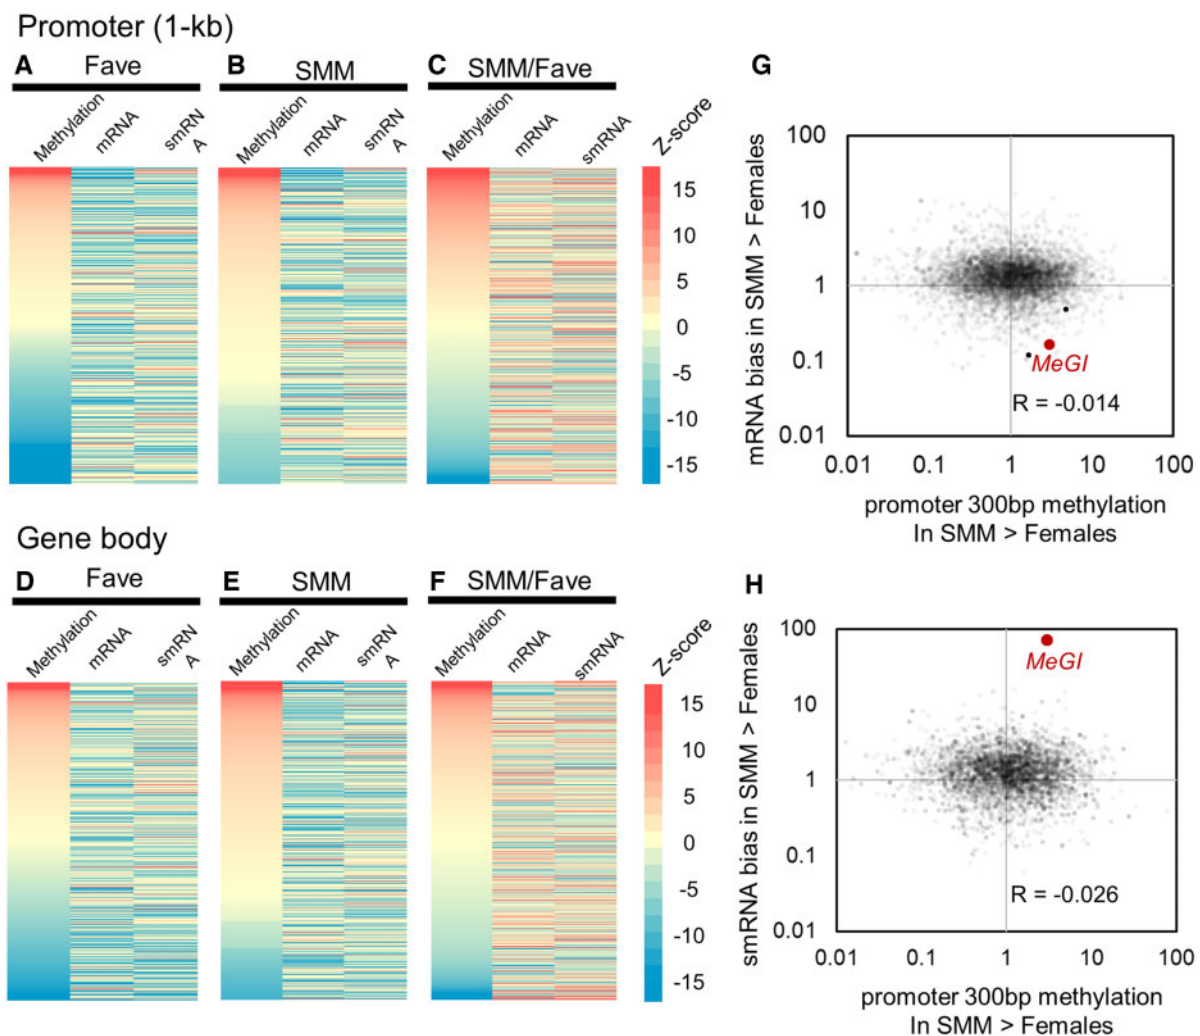 Promoter (1-kb)
A Fave
B SMM
C SMM/Fave
Methylation
mRNA
smRN
A
Methylation
mRNA
smRN
A
Methylation
mRNA
smRNA
Z-score
15
10
5
0
-5
-10
-15
G
mRNA bias in SMM > Females
100
10
1
0.1
0.01
MeGI
R = -0.014
0.01 0.1 1 10 100
promoter 300bp methylation
In SMM > Females
Gene body
D Fave
E SMM
F SMM/Fave
Methylation
mRNA
smRN
A
Methylation
mRNA
smRN
A
Methylation
mRNA
smRNA
Z-score
15
10
5
0
-5
-10
-15
H
smRNA bias in SMM > Females
100
10
1
0.1
0.01
MeGI
R = -0.026
0.01 0.1 1 10 100
promoter 300bp methylation
In SMM > Females